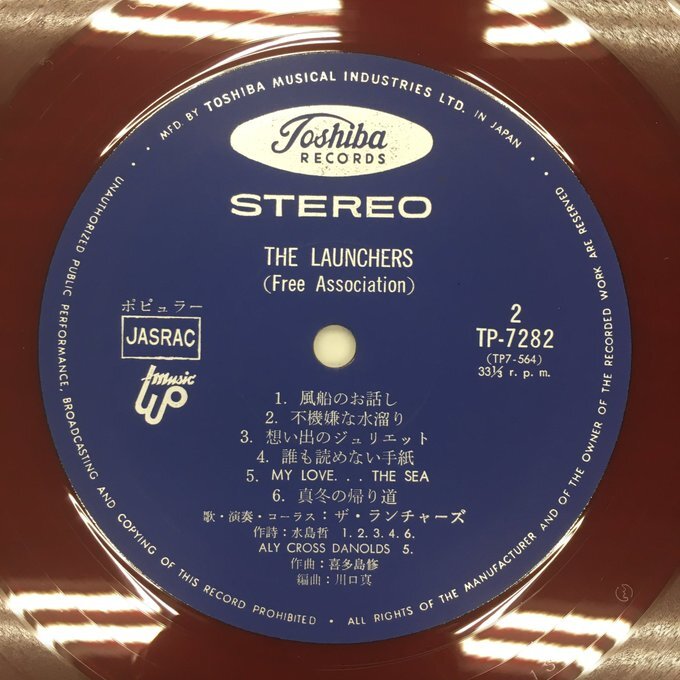 MFD. BY TOSHIBA MUSICAL INDUSTRIES LTD. IN JAPAN
Toshiba
RECORDS
STEREO
THE LAUNCHERS
(Free Association)
ポピュラー
JASRAC
music
2
TP-7282
(TP7-564)
33⅓ r. p. m.
1. 風船のお話し
2. 不機嫌な水溜り
3. 想い出のジュリエット
4. 誰も読めない手紙
5. MY LOVE. . . THE SEA
6. 真冬の帰り道
歌・演奏・コーラス：ザ・ランチャーズ
作詩：水島哲 1. 2. 3. 4. 6.
ALY CROSS DANOLDS 5.
作曲：喜多島修
編曲：川口真
UNAUTHORIZED PUBLIC PERFORMANCE, BROADCASTING AND COPYING OF THIS RECORD PROHIBITED • ALL RIGHTS OF THE MANUFACTURER AND OF THE OWNER OF THE RECORDED WORK ARE RESERVED